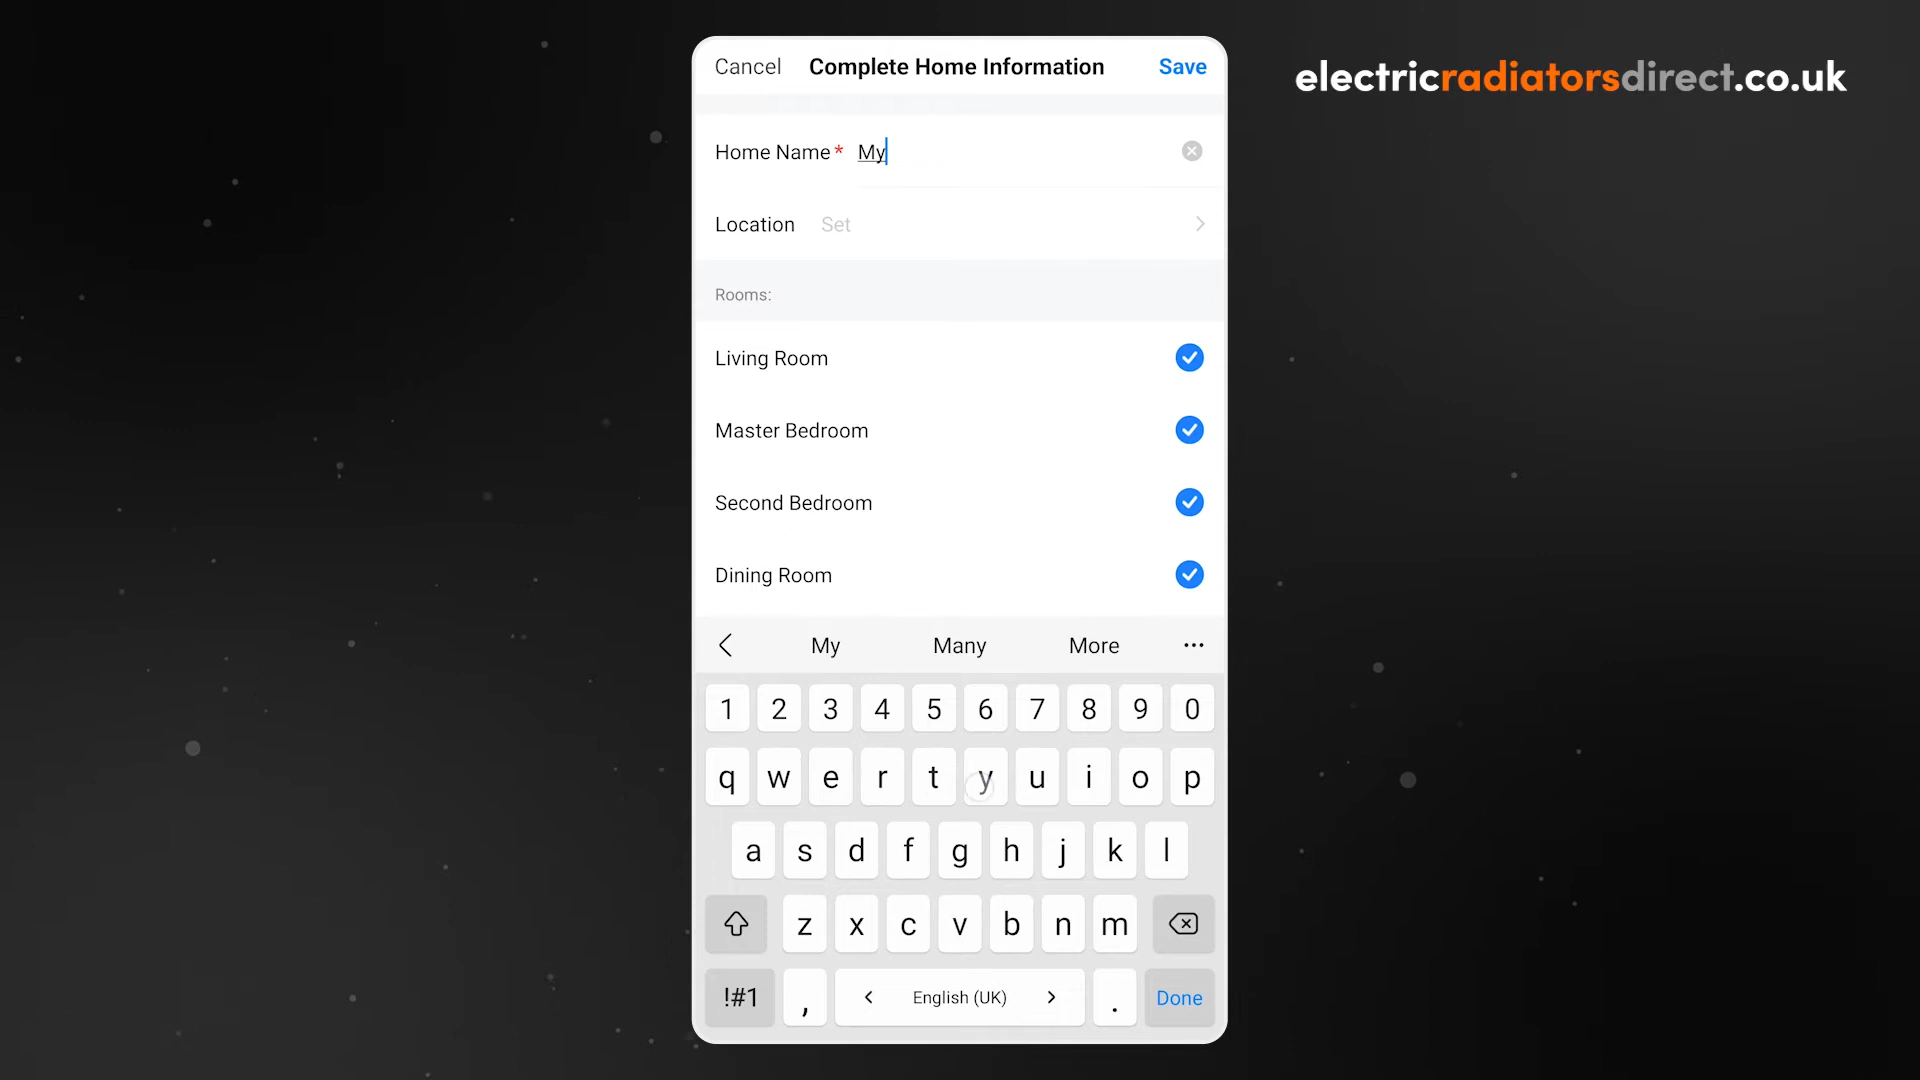 Cancel Complete Home Information Save
electricradiatorsdirect.co.uk
Home Name* My
Location Set
Rooms:
Living Room
Master Bedroom
Second Bedroom
Dining Room
My Many More
1 2 3 4 5 6 7 8 9 0
q w e r t y u i o p
a s d f g h j k l
z x c v b n m
!#1 , < English (UK) > . Done